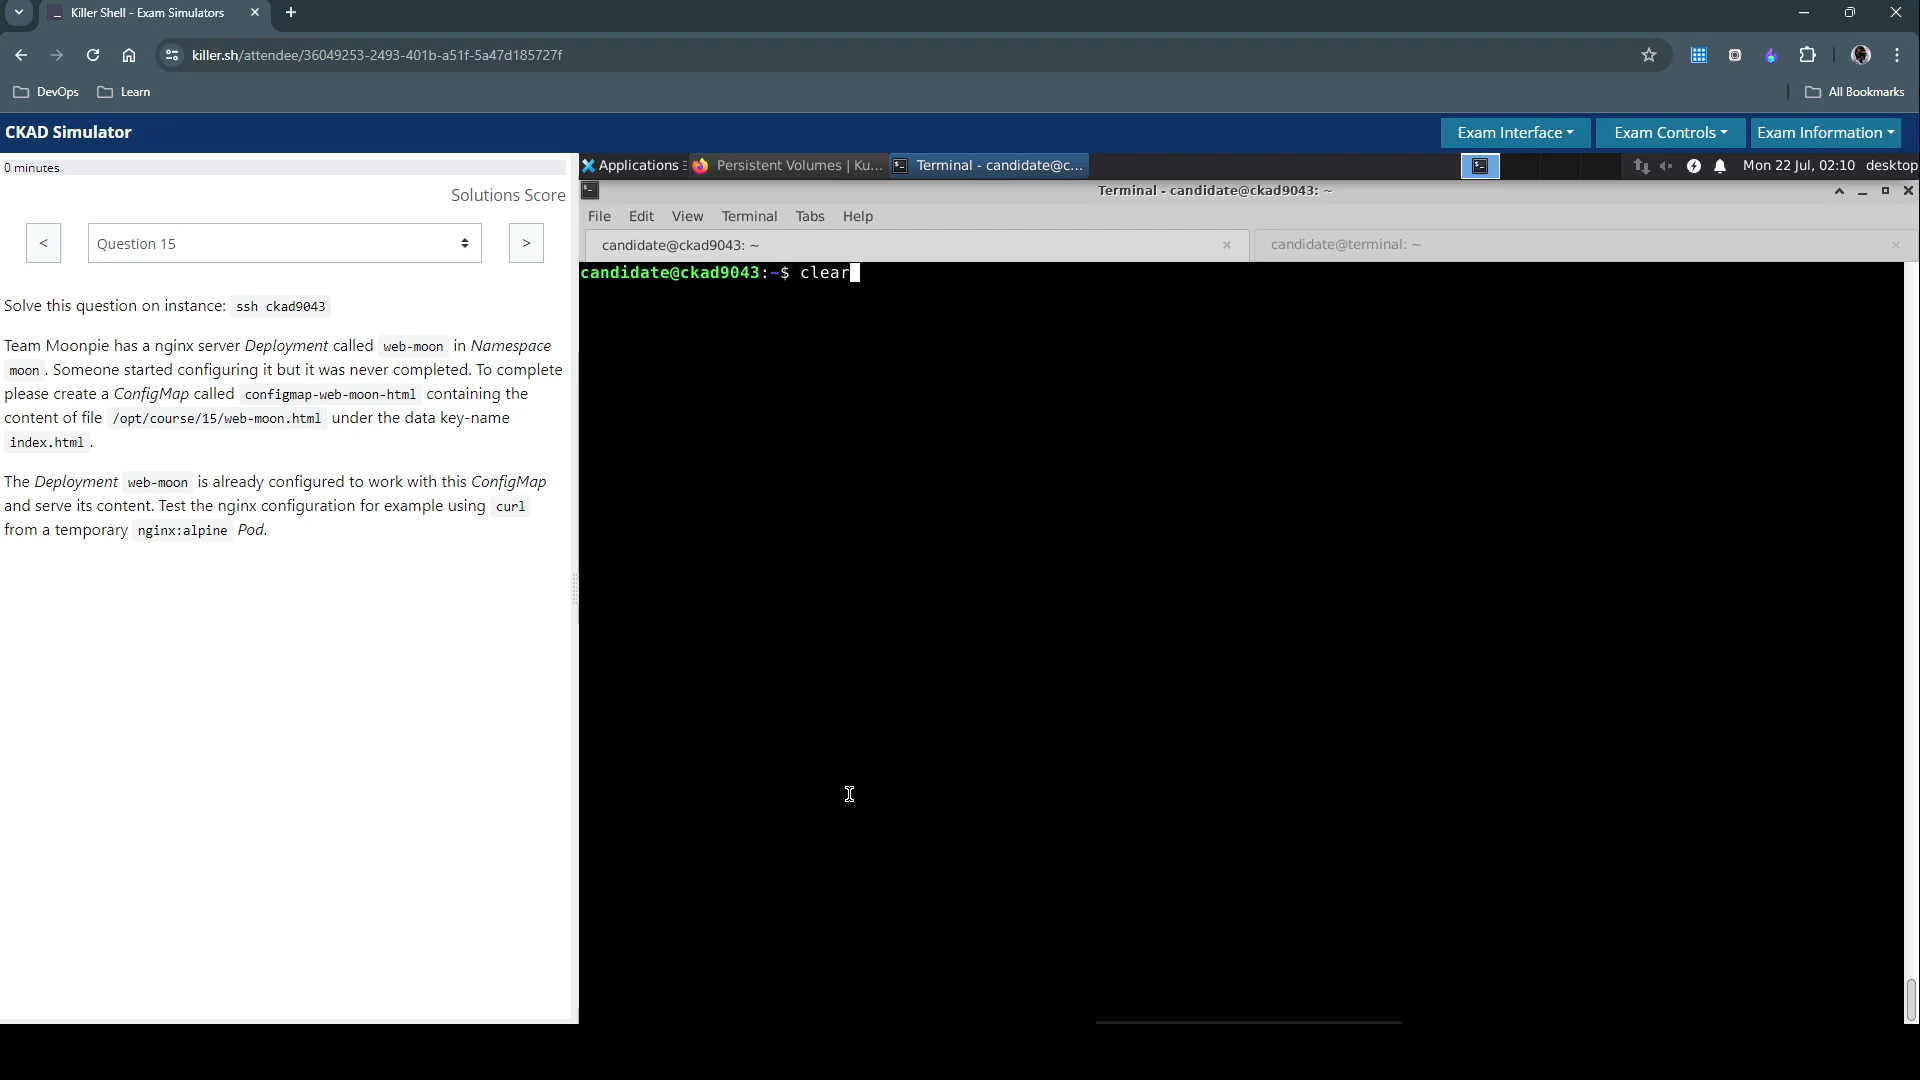 Killer Shell - Exam Simulators
killer.sh/attendee/36049253-2493-401b-a51f-5a47d185727f
DevOps
Learn
All Bookmarks
CKAD Simulator
Exam Interface
Exam Controls
Exam Information
0 minutes
Applications
Persistent Volumes | Ku...
Terminal - candidate@c...
Mon 22 Jul, 02:10
desktop
Solutions Score
Terminal - candidate@ckad9043: ~
File Edit View Terminal Tabs Help
< Question 15 >
candidate@ckad9043: ~
candidate@terminal: ~
candidate@ckad9043:~$ clear
Solve this question on instance: ssh ckad9043
Team Moonpie has a nginx server Deployment called web-moon in Namespace
moon . Someone started configuring it but it was never completed. To complete
please create a ConfigMap called configmap-web-moon-html containing the
content of file /opt/course/15/web-moon.html under the data key-name
index.html .
The Deployment web-moon is already configured to work with this ConfigMap
and serve its content. Test the nginx configuration for example using curl
from a temporary nginx:alpine Pod.